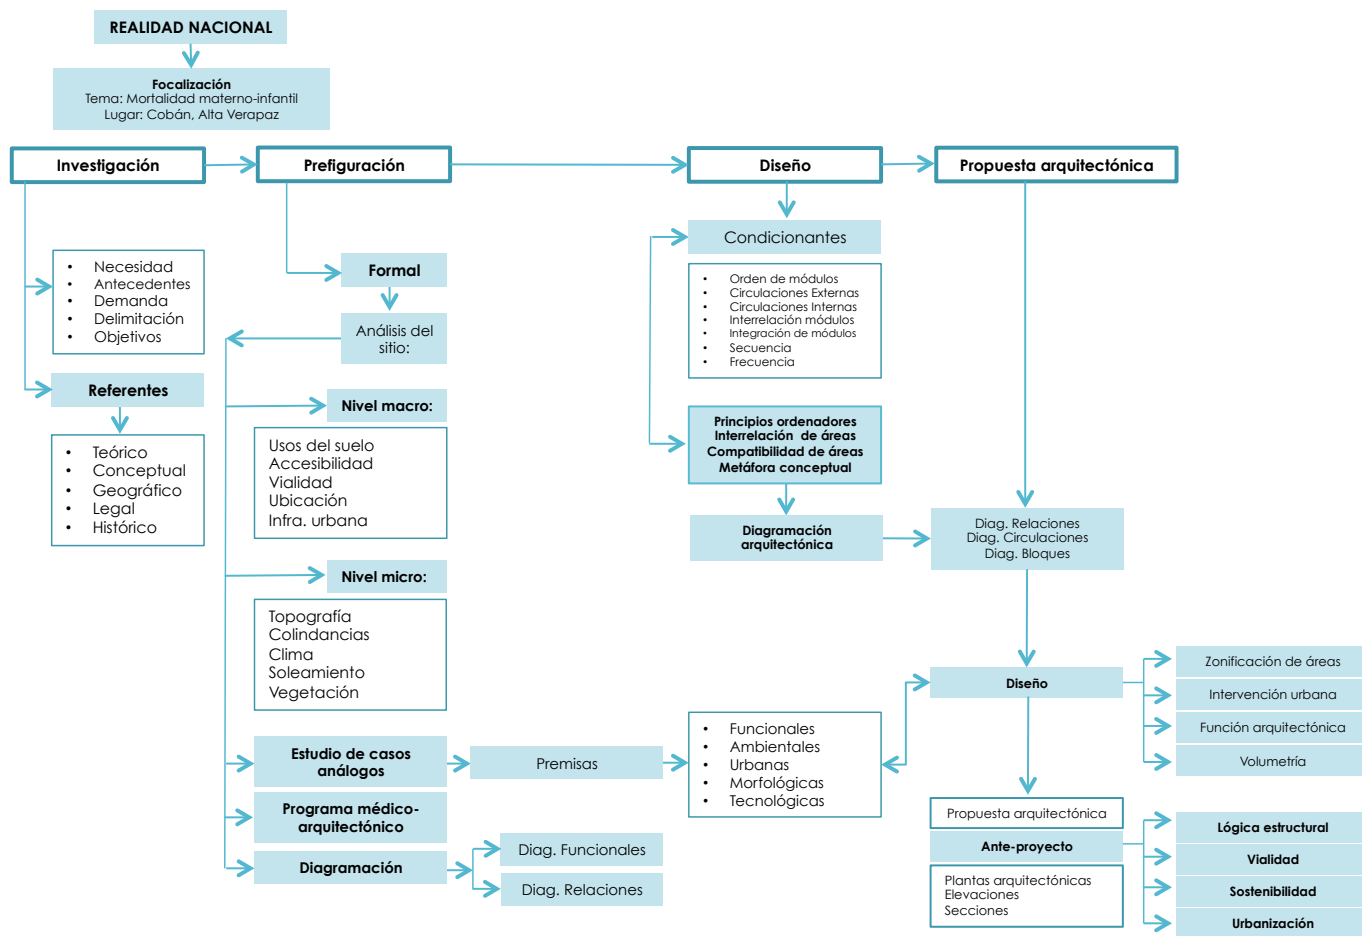 REALIDAD NACIONAL
Focalización
Tema: Mortalidad materno-infantil
Lugar: Cobán, Alta Verapaz
Investigación
Prefiguración
Diseño
Propuesta arquitectónica
• Necesidad
• Antecedentes
• Demanda
• Delimitación
• Objetivos
Referentes
• Teórico
• Conceptual
• Geográfico
• Legal
• Histórico
Formal
Análisis del
sitio:
Nivel macro:
Usos del suelo
Accesibilidad
Vialidad
Ubicación
Infra. urbana
Nivel micro:
Topografía
Colindancias
Clima
Soleamiento
Vegetación
Estudio de casos
análogos
Premisas
Programa médico-
arquitectónico
Diagramación
Diag. Funcionales
Diag. Relaciones
Condicionantes
• Orden de módulos
• Circulaciones Externas
• Circulaciones Internas
• Interrelación módulos
• Integración de módulos
• Secuencia
• Frecuencia
Principios ordenadores
Interrelación de áreas
Compatibilidad de áreas
Metáfora conceptual
Diagramación
arquitectónica
• Funcionales
• Ambientales
• Urbanas
• Morfológicas
• Tecnológicas
Diag. Relaciones
Diag. Circulaciones
Diag. Bloques
Diseño
Zonificación de áreas
Intervención urbana
Función arquitectónica
Volumetría
Propuesta arquitectónica
Ante-proyecto
Plantas arquitectónicas
Elevaciones
Secciones
Lógica estructural
Vialidad
Sostenibilidad
Urbanización